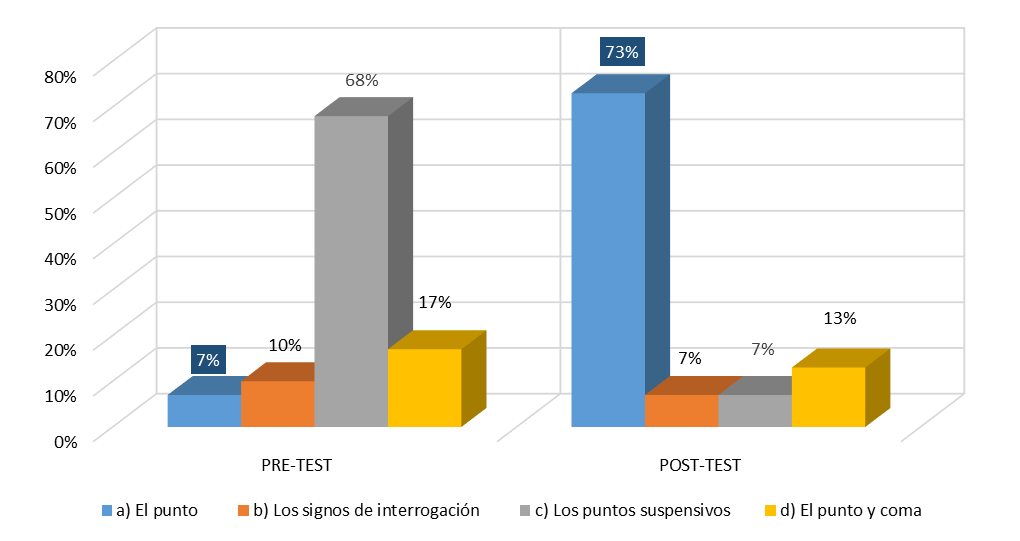 73%
68%
80%
70%
60%
50%
40%
30%
20%
10%
0%
7%
10%
17%
7%
7%
13%
PRE-TEST
POST-TEST
a) El punto
b) Los signos de interrogación
c) Los puntos suspensivos
d) El punto y coma